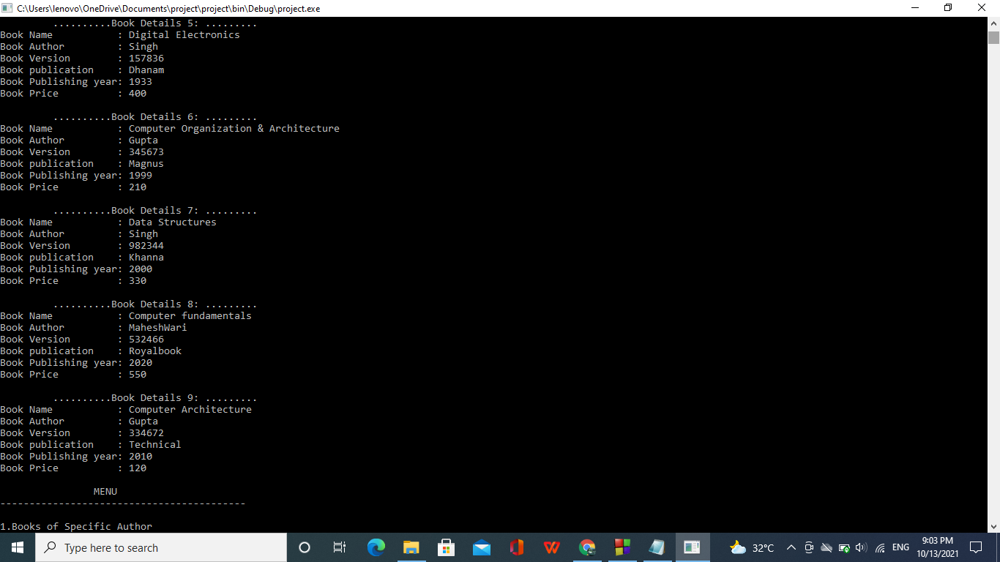 C:\Users\lenovo\OneDrive\Documents\project\project\bin\Debug\project.exe
..........Book Details 5: .........
Book Name           : Digital Electronics
Book Author         : Singh
Book Version        : 157836
Book publication    : Dhanam
Book Publishing year: 1933
Book Price          : 400
..........Book Details 6: .........
Book Name           : Computer Organization & Architecture
Book Author         : Gupta
Book Version        : 345673
Book publication    : Magnus
Book Publishing year: 1999
Book Price          : 210
..........Book Details 7: .........
Book Name           : Data Structures
Book Author         : Singh
Book Version        : 982344
Book publication    : Khanna
Book Publishing year: 2000
Book Price          : 330
..........Book Details 8: .........
Book Name           : Computer fundamentals
Book Author         : MaheshWari
Book Version        : 532466
Book publication    : Royalbook
Book Publishing year: 2020
Book Price          : 550
..........Book Details 9: .........
Book Name           : Computer Architecture
Book Author         : Gupta
Book Version        : 334672
Book publication    : Technical
Book Publishing year: 2010
Book Price          : 120
MENU
------------------------------------------
1.Books of Specific Author
Type here to search
32°C
ENG
9:03 PM
10/13/2021